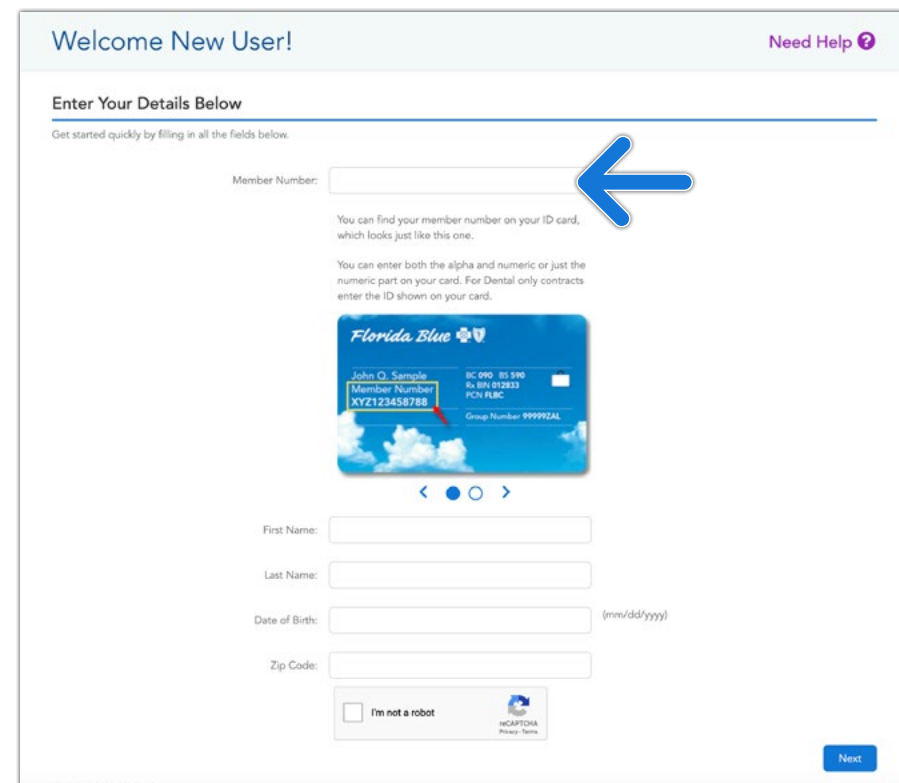 Welcome New User!
Need Help ?
Enter Your Details Below
Get started quickly by filling in all the fields below.
Member Number:
You can find your member number on your ID card,
which looks just like this one.
You can enter both the alpha and numeric or just the
numeric part on your card. For Dental only contracts
enter the ID shown on your card.
Florida Blue
John Q. Sample
Member Number
XYZ123458788
BC 090 BS 590
Rx BIN 012833
PCN FLBC
Group Number 99999ZAL
First Name:
Last Name:
Date of Birth:
(mm/dd/yyyy)
Zip Code:
I'm not a robot
reCAPTCHA
Privacy - Terms
Next